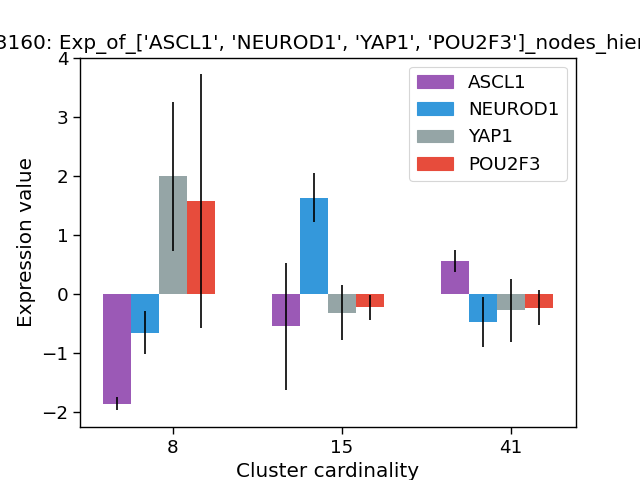 3160: Exp_of_['ASCL1', 'NEUROD1', 'YAP1', 'POU2F3']_nodes_hier
4
3
2
1
0
−1
−2
Expression value
ASCL1
NEUROD1
YAP1
POU2F3
8 15 41
Cluster cardinality